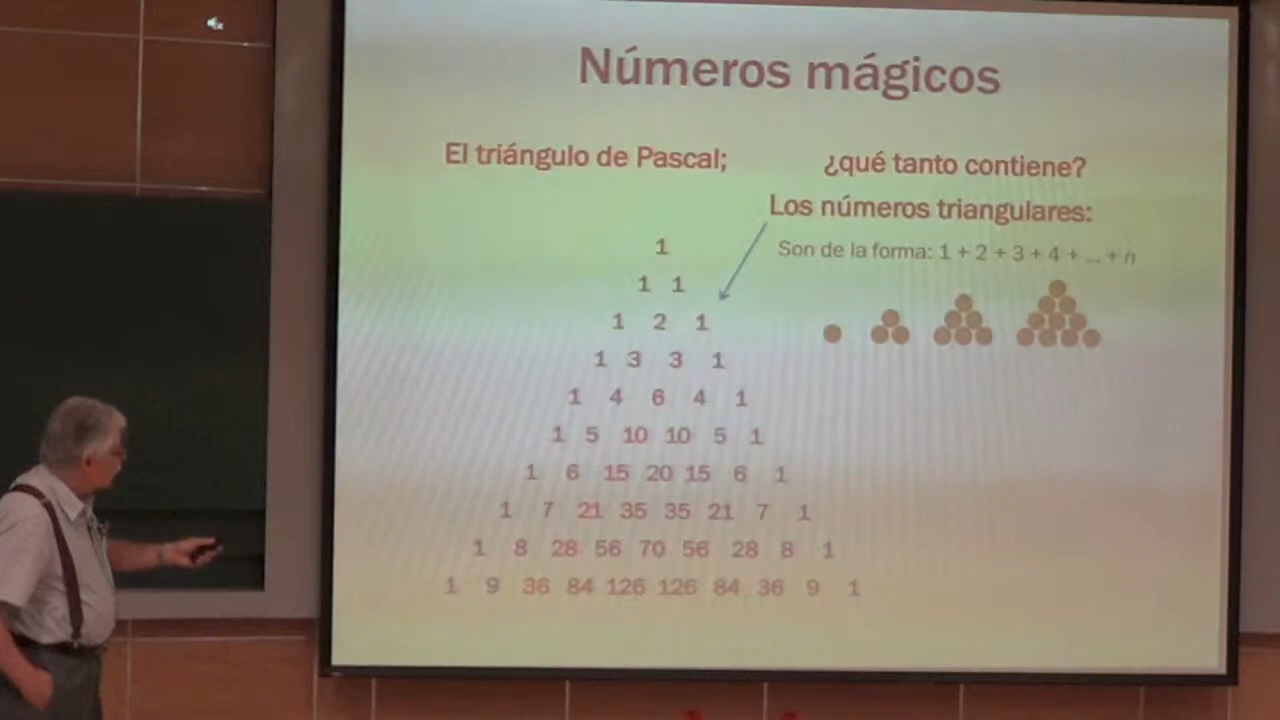 Números mágicos
El triángulo de Pascal; ¿qué tanto contiene?
Los números triangulares:
Son de la forma: 1 + 2 + 3 + 4 + ... + n
1
1 1
1 2 1
1 3 3 1
1 4 6 4 1
1 5 10 10 5 1
1 6 15 20 15 6 1
1 7 21 35 35 21 7 1
1 8 28 56 70 56 28 8 1
1 9 36 84 126 126 84 36 9 1